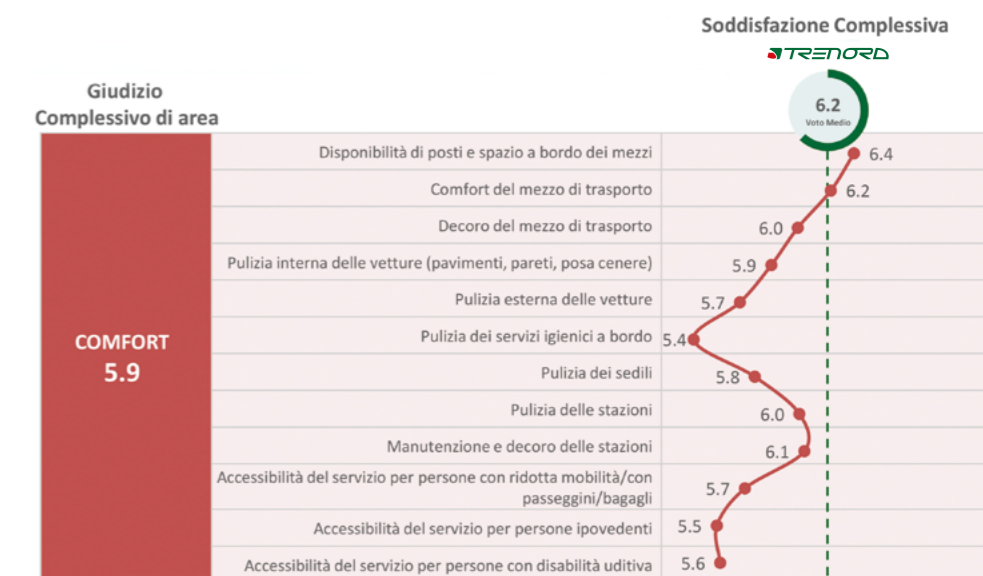 Soddisfazione Complessiva
TRENORD
6.2
Voto Medio
Giudizio
Complessivo di area
COMFORT
5.9
Disponibilità di posti e spazio a bordo dei mezzi 6.4
Comfort del mezzo di trasporto 6.2
Decoro del mezzo di trasporto 6.0
Pulizia interna delle vetture (pavimenti, pareti, posa cenere) 5.9
Pulizia esterna delle vetture 5.7
Pulizia dei servizi igienici a bordo 5.4
Pulizia dei sedili 5.8
Pulizia delle stazioni 6.0
Manutenzione e decoro delle stazioni 6.1
Accessibilità del servizio per persone con ridotta mobilità/con
passeggini/bagagli 5.7
Accessibilità del servizio per persone ipovedenti 5.5
Accessibilità del servizio per persone con disabilità uditiva 5.6